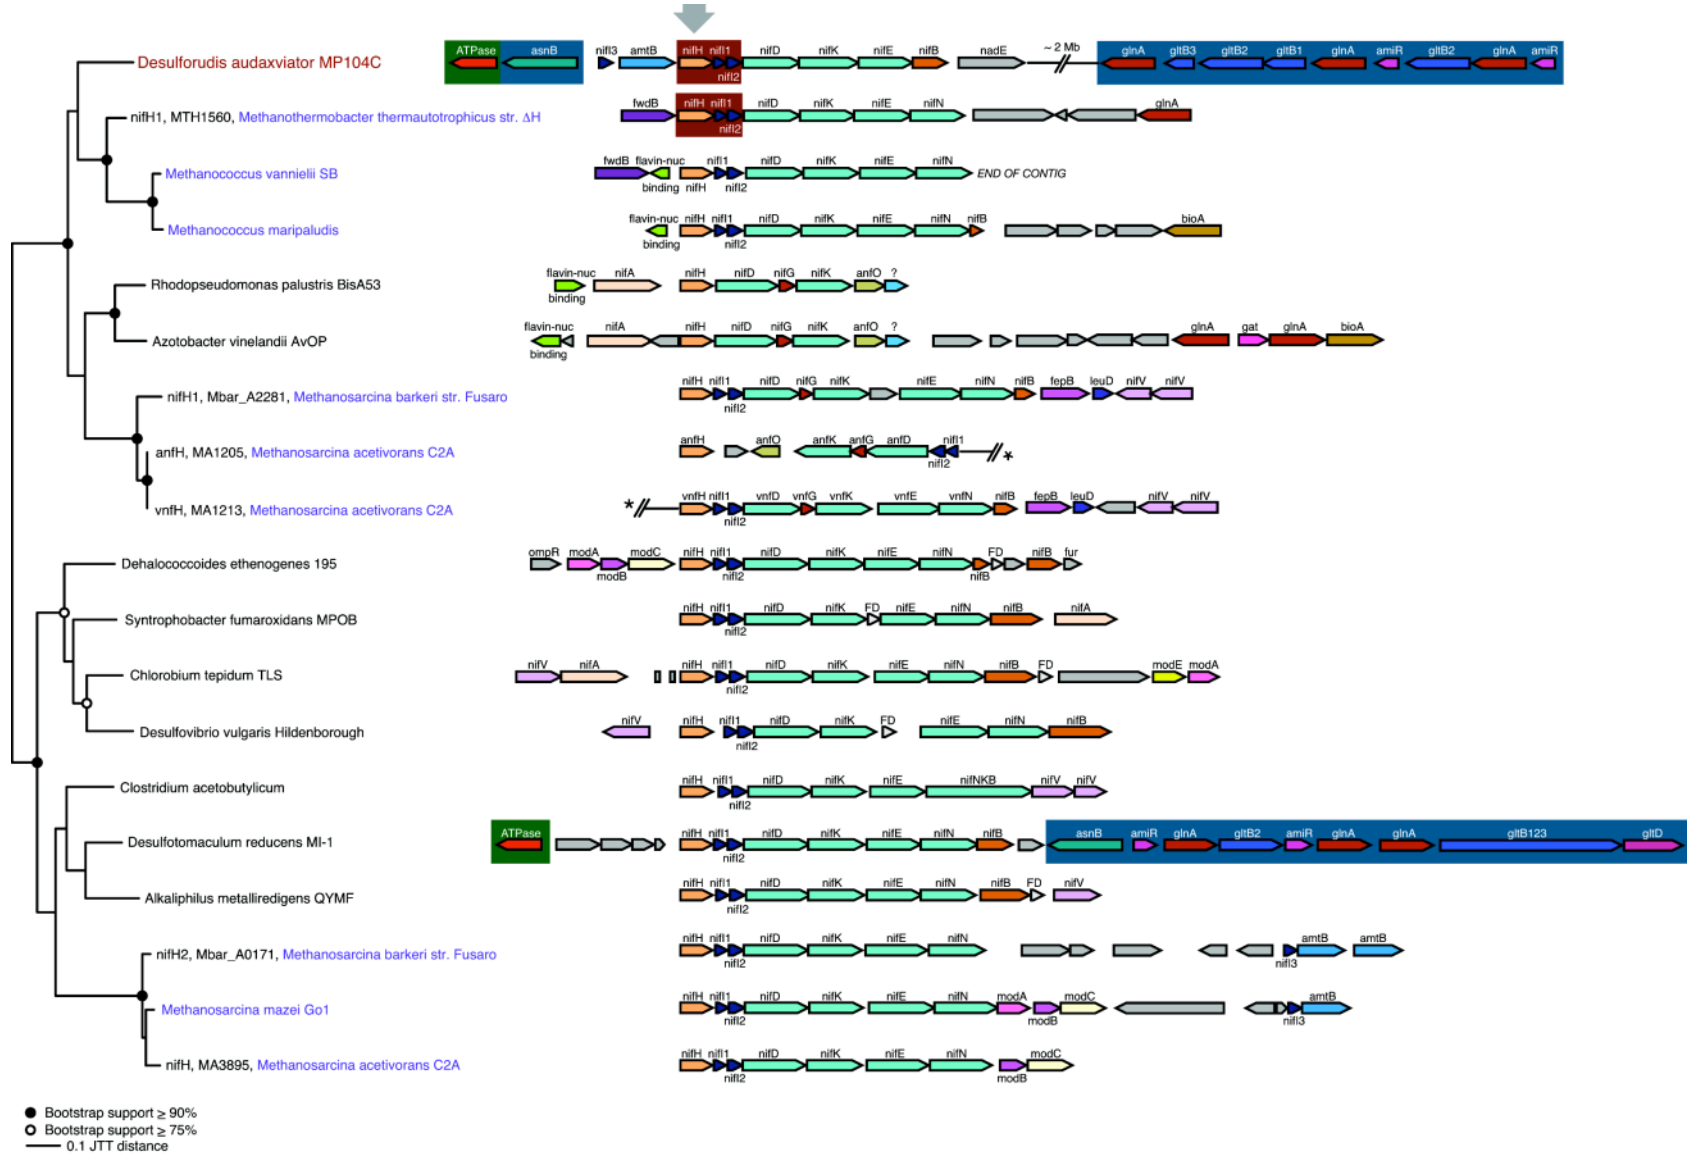 ATPase asnB nifI3 amtB nifH nifI1 nifD nifK nifE nifB nadE ~ 2 Mb glnA gltB3 gltB2 gltB1 glnA amiR gltB2 glnA amiR
Desulforudis audaxviator MP104C
nifI2
fwdB nifH nifI1 nifD nifK nifE nifN glnA
nifH1, MTH1560, Methanothermobacter thermautotrophicus str. ΔH
nifI2
fwdB flavin-nuc nifI1 nifD nifK nifE nifN
Methanococcus vannielii SB END OF CONTIG
binding nifH nifI2
flavin-nuc nifH nifI1 nifD nifK nifE nifN nifB bioA
Methanococcus maripaludis
binding nifI2
flavin-nuc nifA nifH nifD nifG nifK anfO ?
Rhodopseudomonas palustris BisA53
binding
flavin-nuc nifA nifH nifD nifG nifK anfO ? glnA gat glnA bioA
Azotobacter vinelandii AvOP
binding
nifH nifI1 nifD nifG nifK nifE nifN nifB fepB leuD nifV nifV
nifH1, Mbar_A2281, Methanosarcina barkeri str. Fusaro
nifI2
anfH anfO anfK anfG anfD nifI1
anfH, MA1205, Methanosarcina acetivorans C2A *
nifI2
vnfH nifI1 vnfD vnfG vnfK vnfE vnfN nifB fepB leuD nifV nifV
vnfH, MA1213, Methanosarcina acetivorans C2A *
nifI2
ompR modA modC nifH nifI1 nifD nifK nifE nifN FD nifB fur
Dehalococcoides ethenogenes 195
modB nifI2 nifB
nifH nifI1 nifD nifK FD nifE nifN nifB nifA
Syntrophobacter fumaroxidans MPOB
nifI2
nifV nifA nifH nifI1 nifD nifK nifE nifN nifB FD modE modA
Chlorobium tepidum TLS
nifI2
nifV nifH nifI1 nifD nifK FD nifE nifN nifB
Desulfovibrio vulgaris Hildenborough
nifI2
nifH nifI1 nifD nifK nifE nifNKB nifV nifV
Clostridium acetobutylicum
nifI2
ATPase nifH nifI1 nifD nifK nifE nifN nifB asnB amiR glnA gltB2 amiR glnA glnA gltB123 gltD
Desulfotomaculum reducens MI-1
nifI2
nifH nifI1 nifD nifK nifE nifN nifB FD nifV
Alkaliphilus metalliredigens QYMF
nifI2
nifH nifI1 nifD nifK nifE nifN amtB amtB
nifH2, Mbar_A0171, Methanosarcina barkeri str. Fusaro
nifI2 nifI3
nifH nifI1 nifD nifK nifE nifN modA modC amtB
Methanosarcina mazei Go1
nifI2 modB nifI3
nifH nifI1 nifD nifK nifE nifN modC
nifH, MA3895, Methanosarcina acetivorans C2A
nifI2 modB
Bootstrap support ≥ 90%
Bootstrap support ≥ 75%
0.1 JTT distance